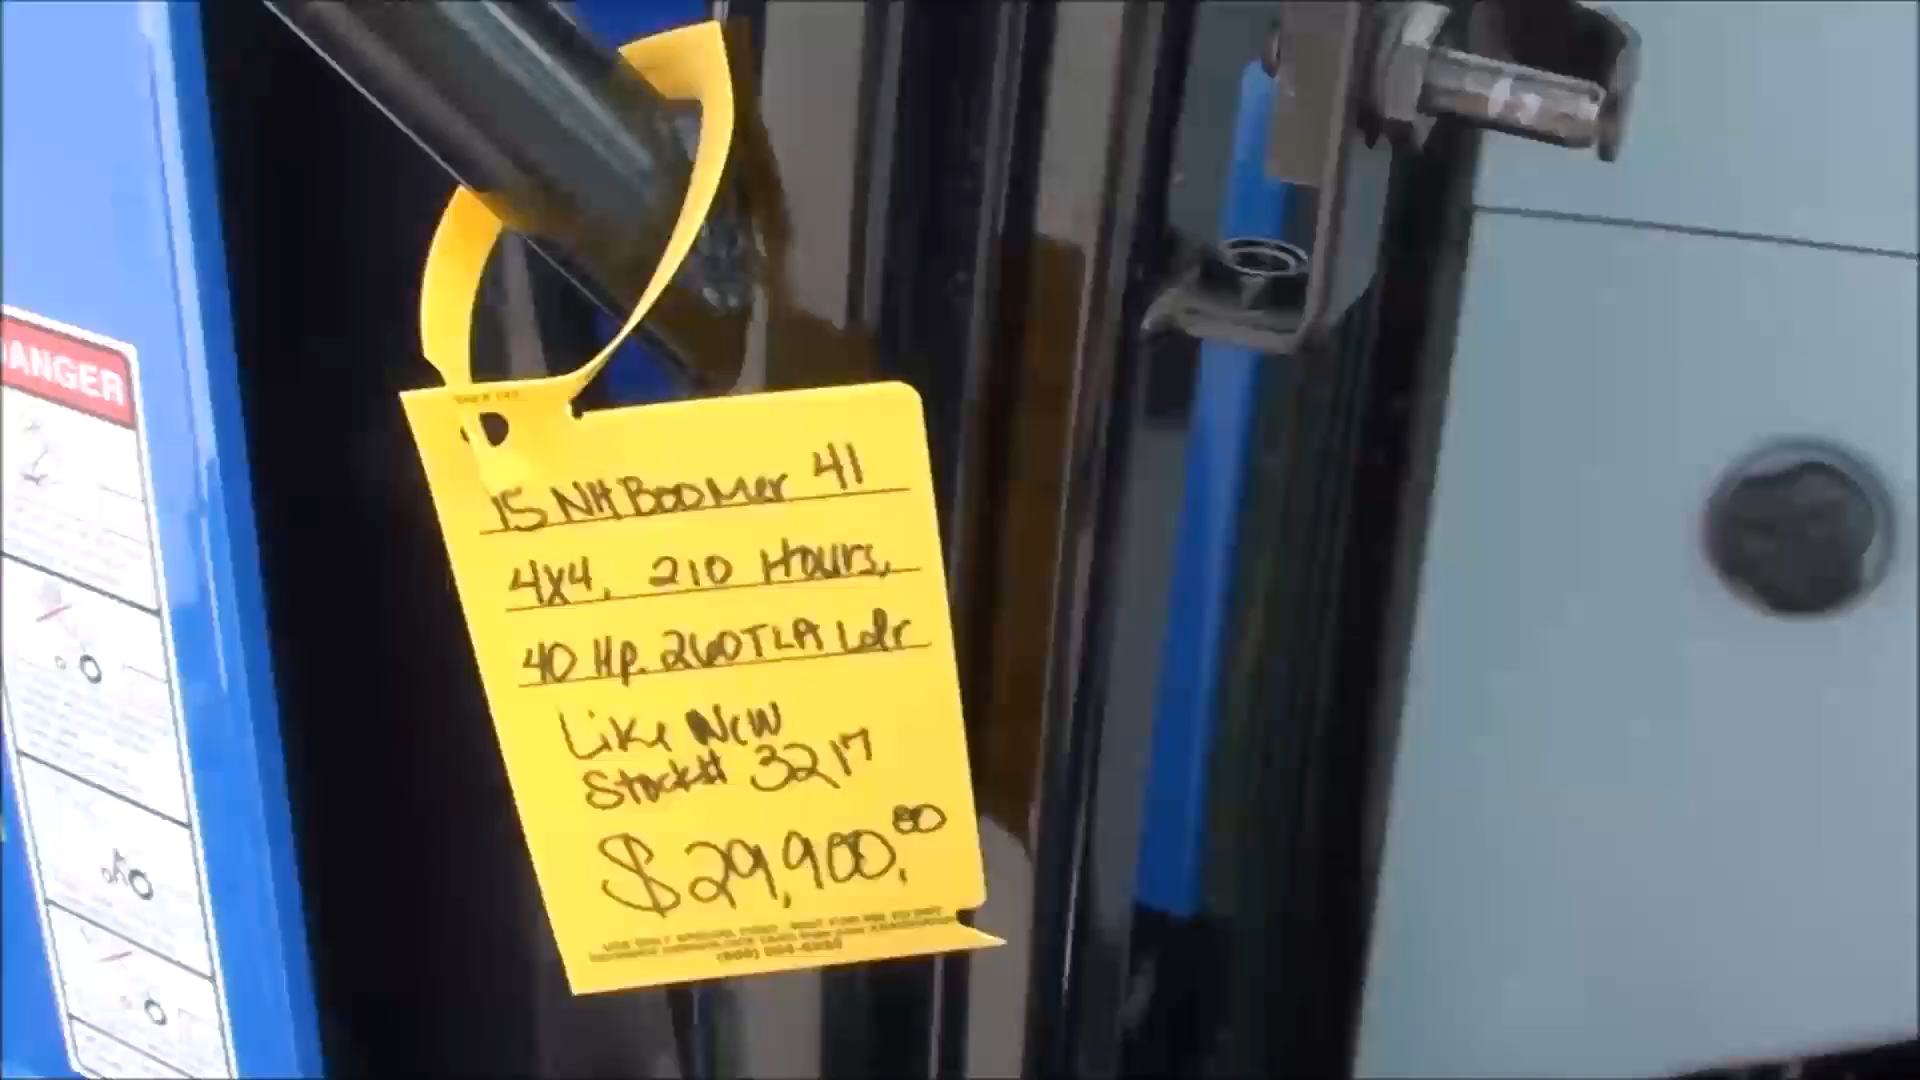 DANGER
15 NH Boomer 41
4x4, 210 Hours,
40 Hp. 260TLA Ldr
Like New
Stock# 3217
$29,900.00